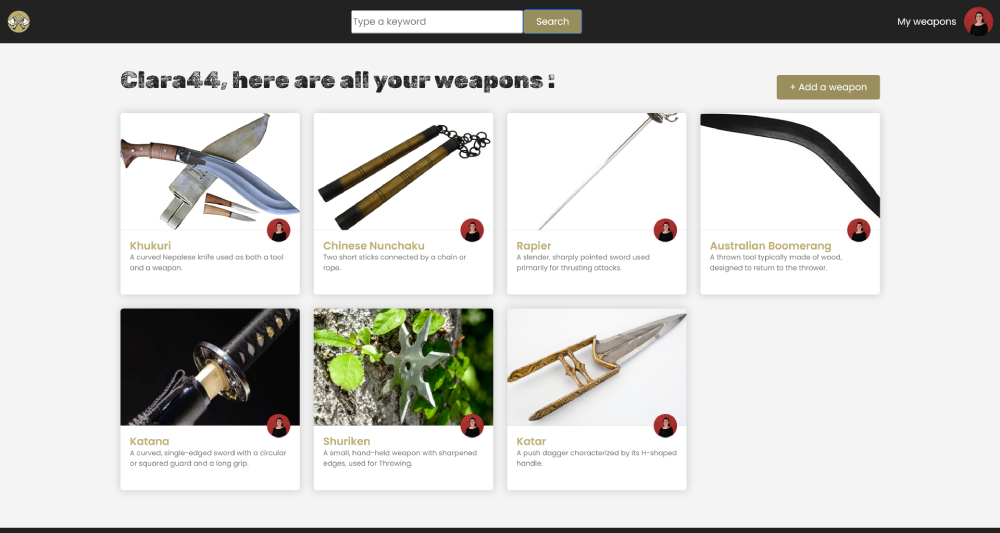 Type a keyword
Search
My weapons
Clara44, here are all your weapons :
+ Add a weapon
Khukuri
A curved Nepalese knife used as both a tool
and a weapon.
Chinese Nunchaku
Two short sticks connected by a chain or
rope.
Rapier
A slender, sharply pointed sword used
primarily for thrusting attacks.
Australian Boomerang
A thrown tool typically made of wood,
designed to return to the thrower.
Katana
A curved, single-edged sword with a circular
or squared guard and a long grip.
Shuriken
A small, hand-held weapon with sharpened
edges, used for Throwing.
Katar
A push dagger characterized by its H-shaped
handle.